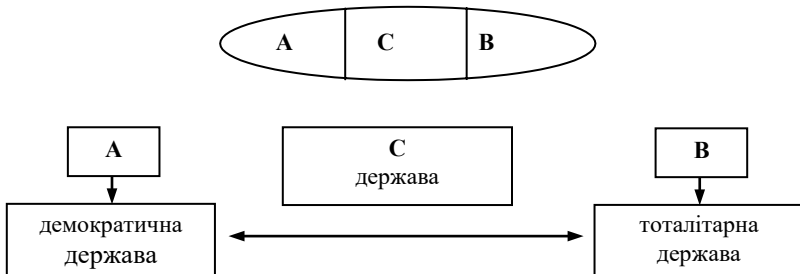 A C B
A
C
держава
B
демократична
держава
тоталітарна
держава